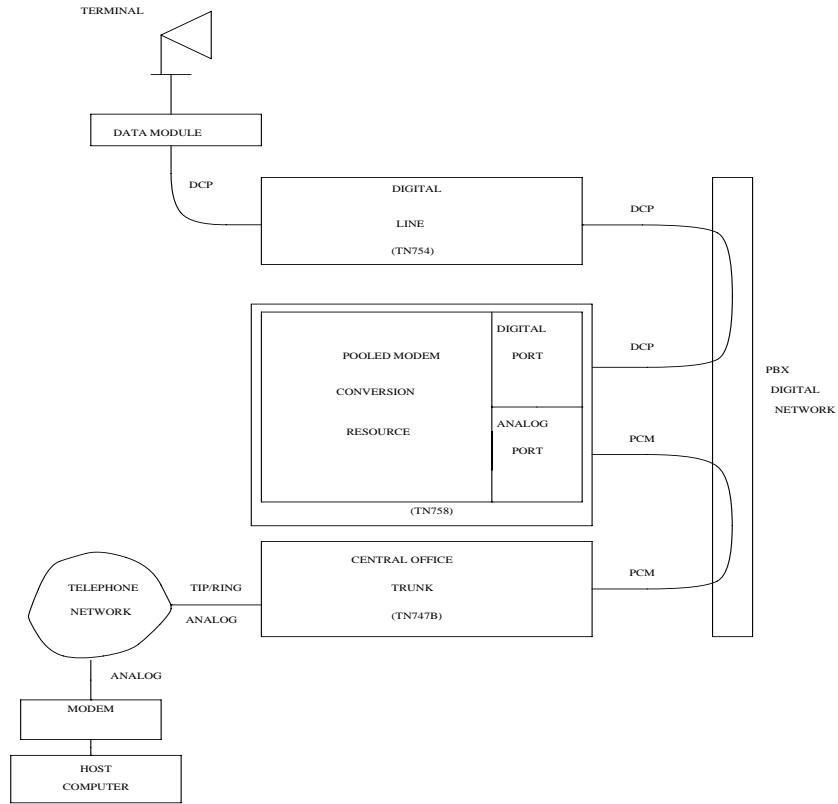 TERMINAL
DATA MODULE
DCP
DIGITAL
LINE
(TN754)
DCP
DIGITAL
PORT
POOLED MODEM
CONVERSION
RESOURCE
ANALOG
PORT
(TN758)
DCP
PCM
PBX
DIGITAL
NETWORK
CENTRAL OFFICE
TRUNK
(TN747B)
PCM
TIP/RING
ANALOG
TELEPHONE
NETWORK
ANALOG
MODEM
HOST
COMPUTER